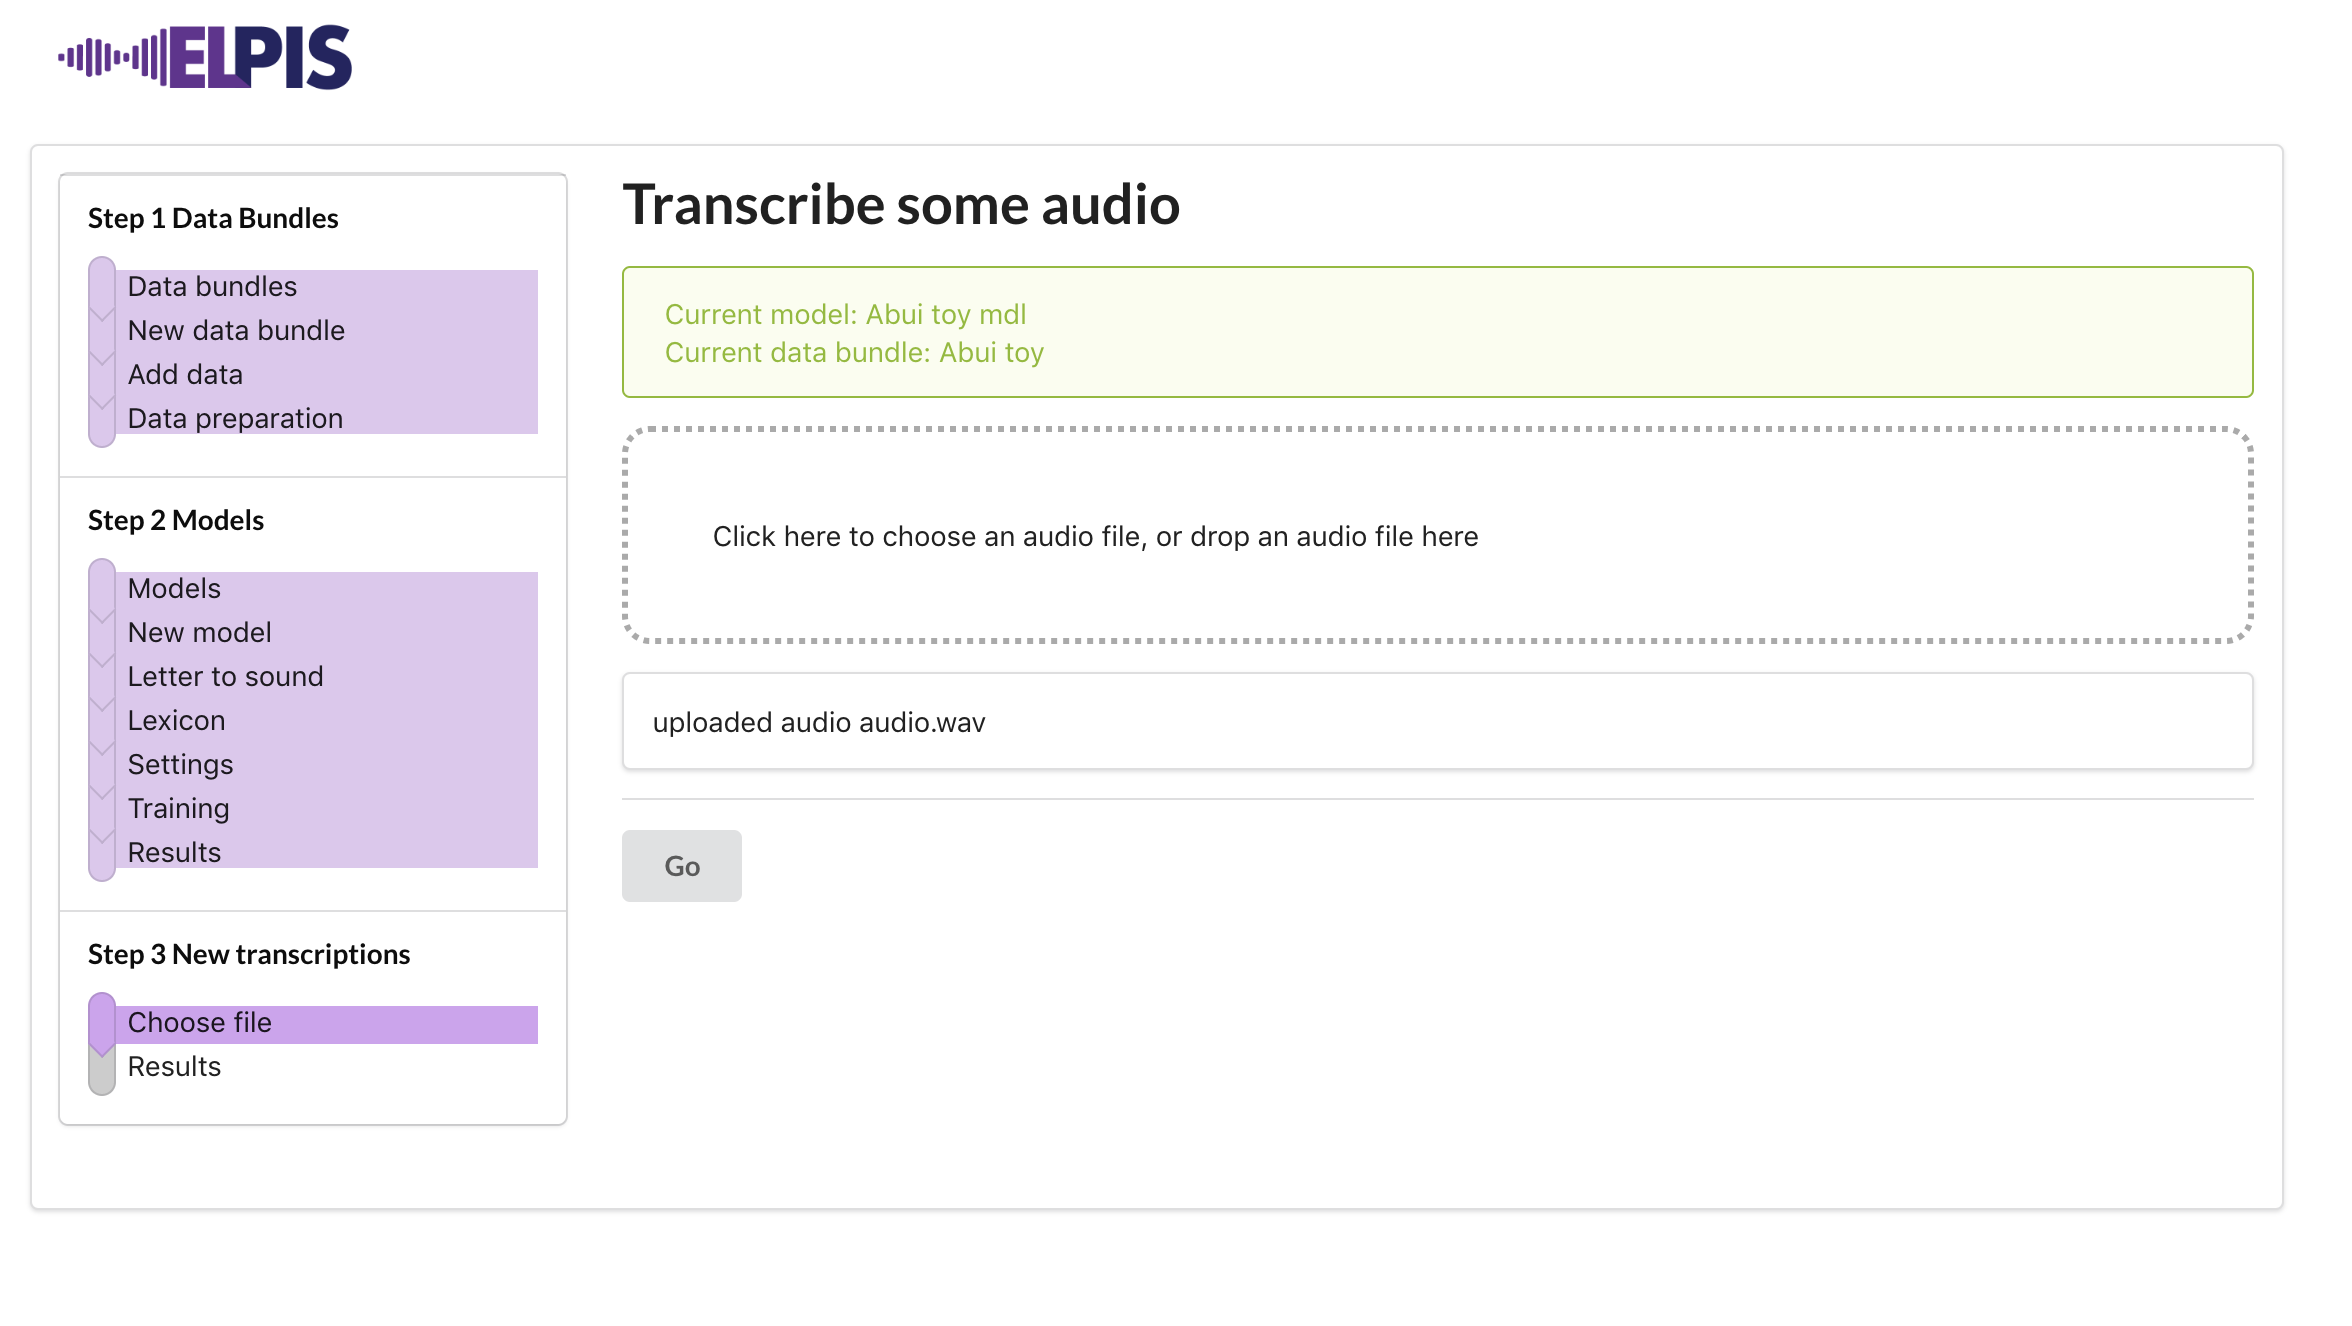 ELPIS
Step 1 Data Bundles
Data bundles
New data bundle
Add data
Data preparation
Step 2 Models
Models
New model
Letter to sound
Lexicon
Settings
Training
Results
Step 3 New transcriptions
Choose file
Results
Transcribe some audio
Current model: Abui toy mdl
Current data bundle: Abui toy
Click here to choose an audio file, or drop an audio file here
uploaded audio audio.wav
Go